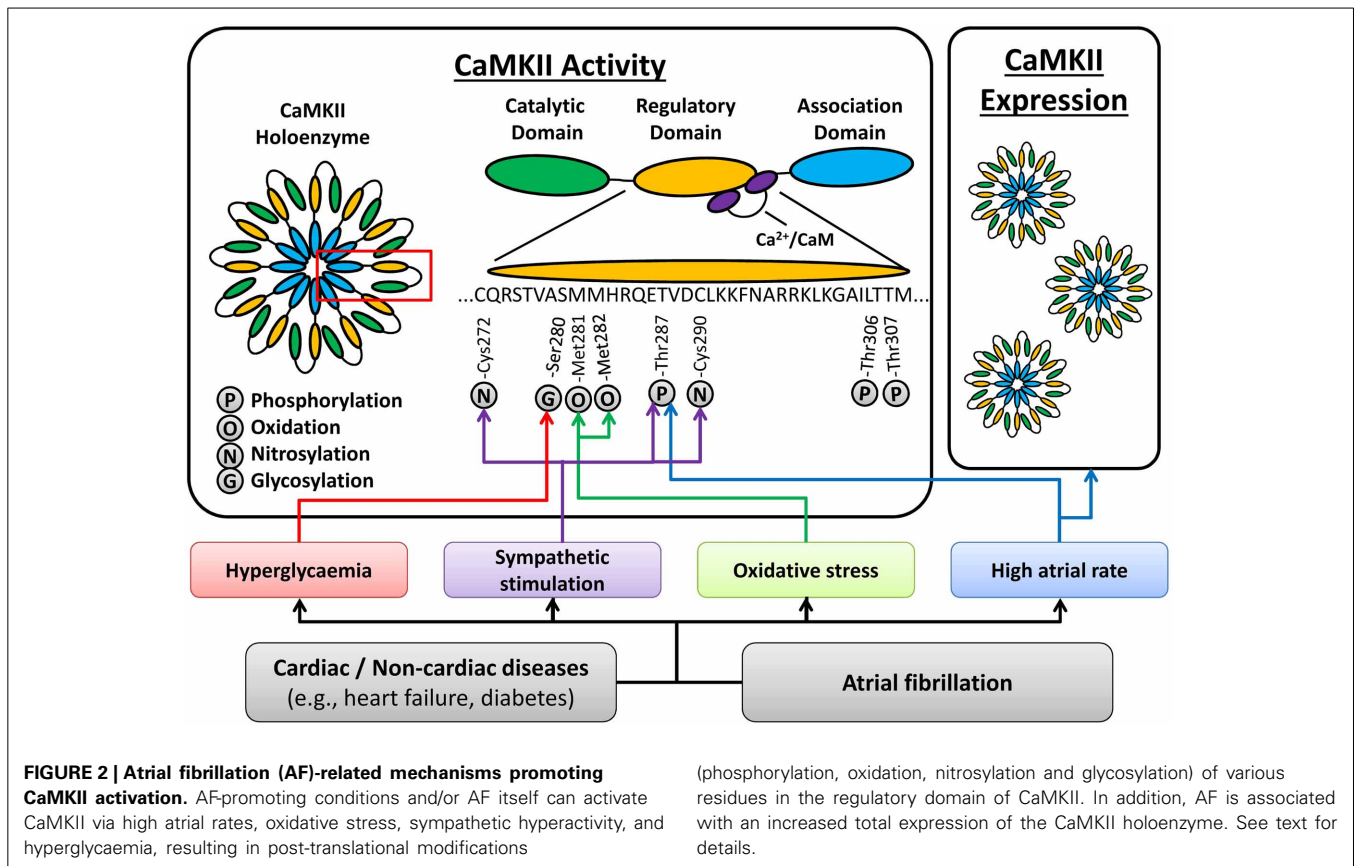 CaMKII Activity
CaMKII
Holoenzyme
Catalytic
Domain
Regulatory
Domain
Association
Domain
Ca²⁺/CaM
...CQRSTVASMMHRQETVDCLKKFNARRKLKGAILTTM...
N -Cys272
G -Ser280
O -Met281
O -Met282
P -Thr287
N -Cys290
P -Thr306
P -Thr307
P Phosphorylation
O Oxidation
N Nitrosylation
G Glycosylation
CaMKII
Expression
Hyperglycaemia
Sympathetic
stimulation
Oxidative stress
High atrial rate
Cardiac / Non-cardiac diseases
(e.g., heart failure, diabetes)
Atrial fibrillation
FIGURE 2 | Atrial fibrillation (AF)-related mechanisms promoting
CaMKII activation. AF-promoting conditions and/or AF itself can activate
CaMKII via high atrial rates, oxidative stress, sympathetic hyperactivity, and
hyperglycaemia, resulting in post-translational modifications
(phosphorylation, oxidation, nitrosylation and glycosylation) of various
residues in the regulatory domain of CaMKII. In addition, AF is associated
with an increased total expression of the CaMKII holoenzyme. See text for
details.